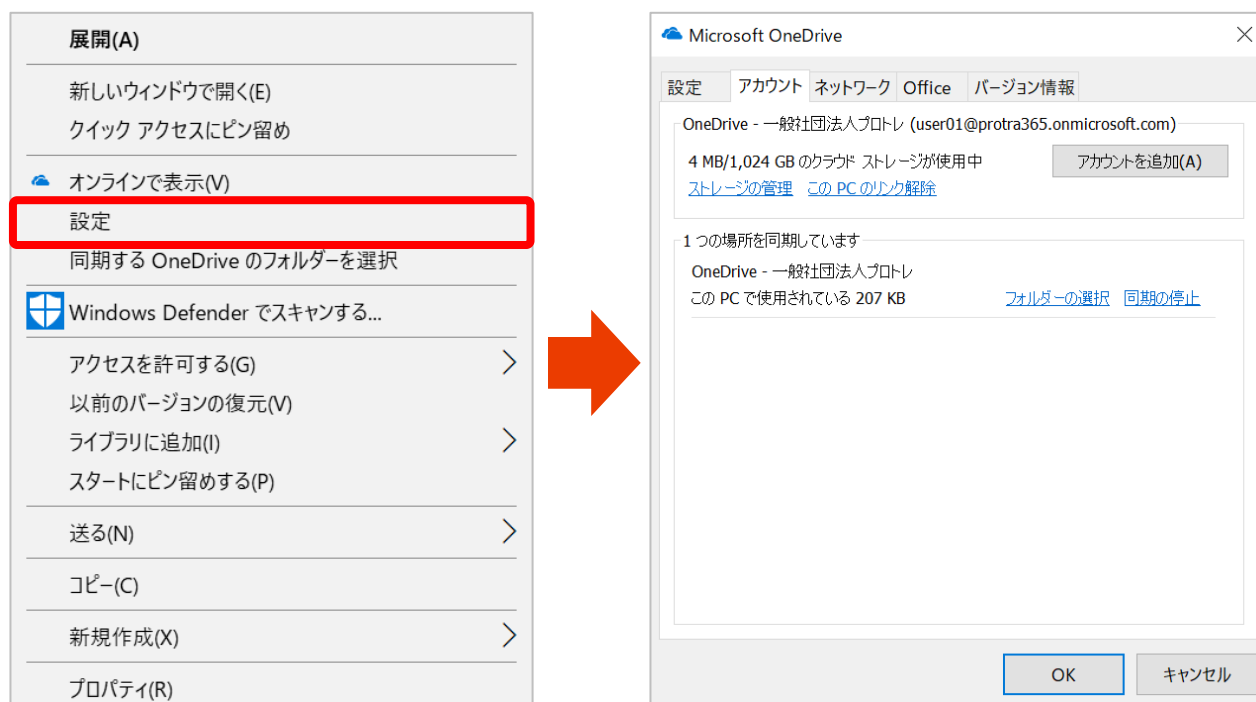 展開(A)
新しいウィンドウで開く(E)
クイック アクセスにピン留め
オンラインで表示(V)
設定
同期する OneDrive のフォルダーを選択
Windows Defender でスキャンする...
アクセスを許可する(G)
以前のバージョンの復元(V)
ライブラリに追加(I)
スタートにピン留めする(P)
送る(N)
コピー(C)
新規作成(X)
プロパティ(R)
Microsoft OneDrive
設定 アカウント ネットワーク Office バージョン情報
OneDrive - 一般社団法人プロトレ (user01@protra365.onmicrosoft.com)
4 MB/1,024 GB のクラウド ストレージが使用中 アカウントを追加(A)
ストレージの管理 この PC のリンク解除
1 つの場所を同期しています
OneDrive - 一般社団法人プロトレ
この PC で使用されている 207 KB フォルダーの選択 同期の停止
OK キャンセル